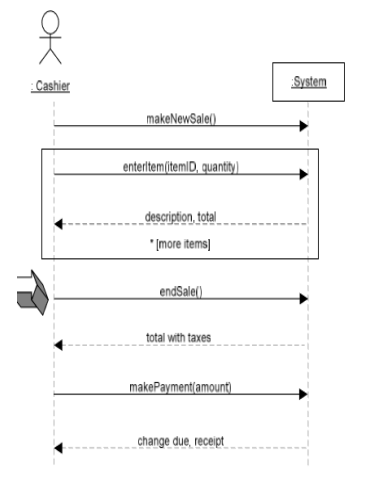 : Cashier
:System
makeNewSale()
enterItem(itemID, quantity)
description, total
* [more items]
endSale()
total with taxes
makePayment(amount)
change due, receipt